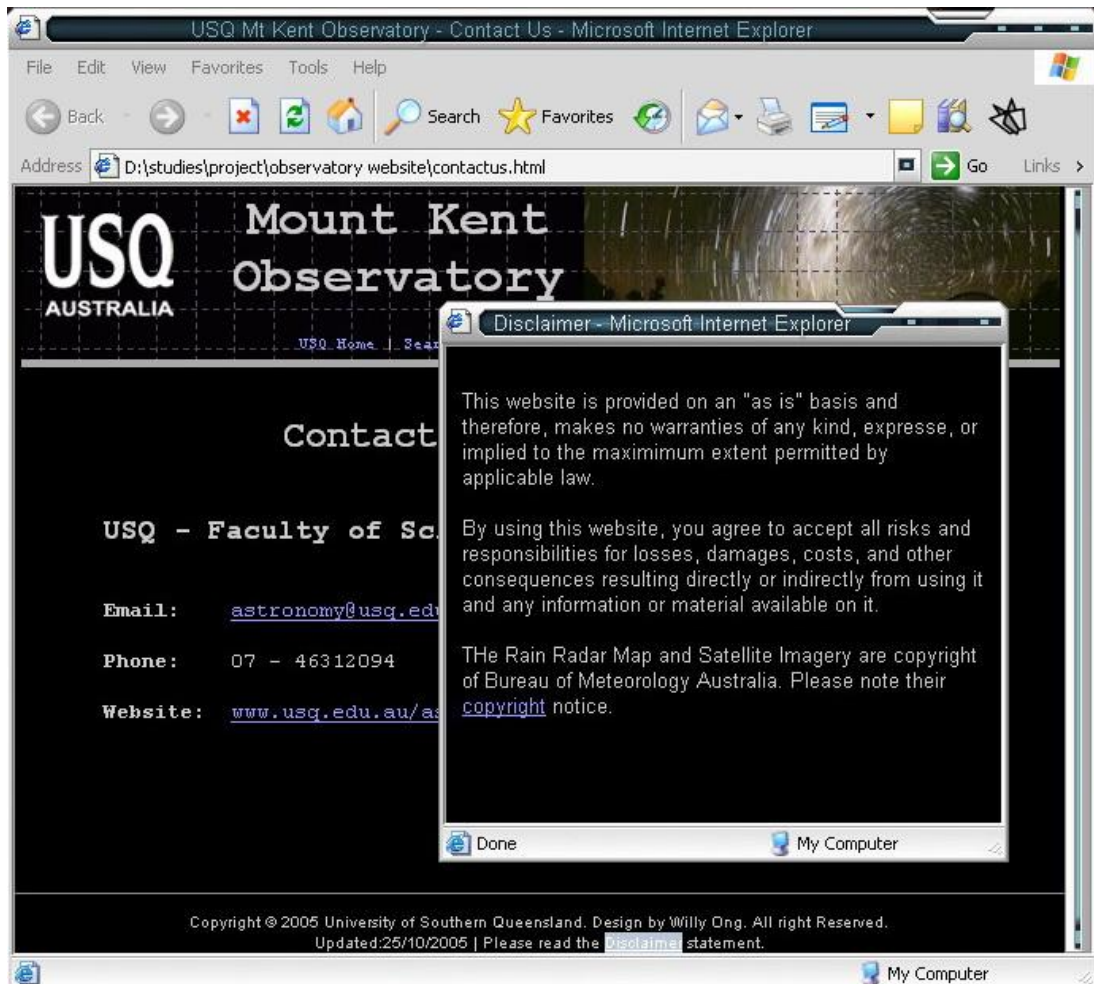 USQ Mt Kent Observatory - Contact Us - Microsoft Internet Explorer
File Edit View Favorites Tools Help
Back Search Favorites
Address D:\studies\project\observatory website\contactus.html Go Links
USQ
AUSTRALIA
Mount Kent
Observatory
USQ Home |
Contact
USQ - Faculty of
Email: astronomy@usq.edu
Phone: 07 - 46312094
Website: www.usq.edu.au/as
Disclaimer - Microsoft Internet Explorer
This website is provided on an "as is" basis and
therefore, makes no warranties of any kind, expresse, or
implied to the maximimum extent permitted by
applicable law.
By using this website, you agree to accept all risks and
responsibilities for losses, damages, costs, and other
consequences resulting directly or indirectly from using it
and any information or material available on it.
THe Rain Radar Map and Satellite Imagery are copyright
of Bureau of Meteorology Australia. Please note their
copyright notice.
Done My Computer
Copyright © 2005 University of Southern Queensland. Design by Willy Ong. All right Reserved.
Updated:25/10/2005 | Please read the Disclaimer statement.
My Computer